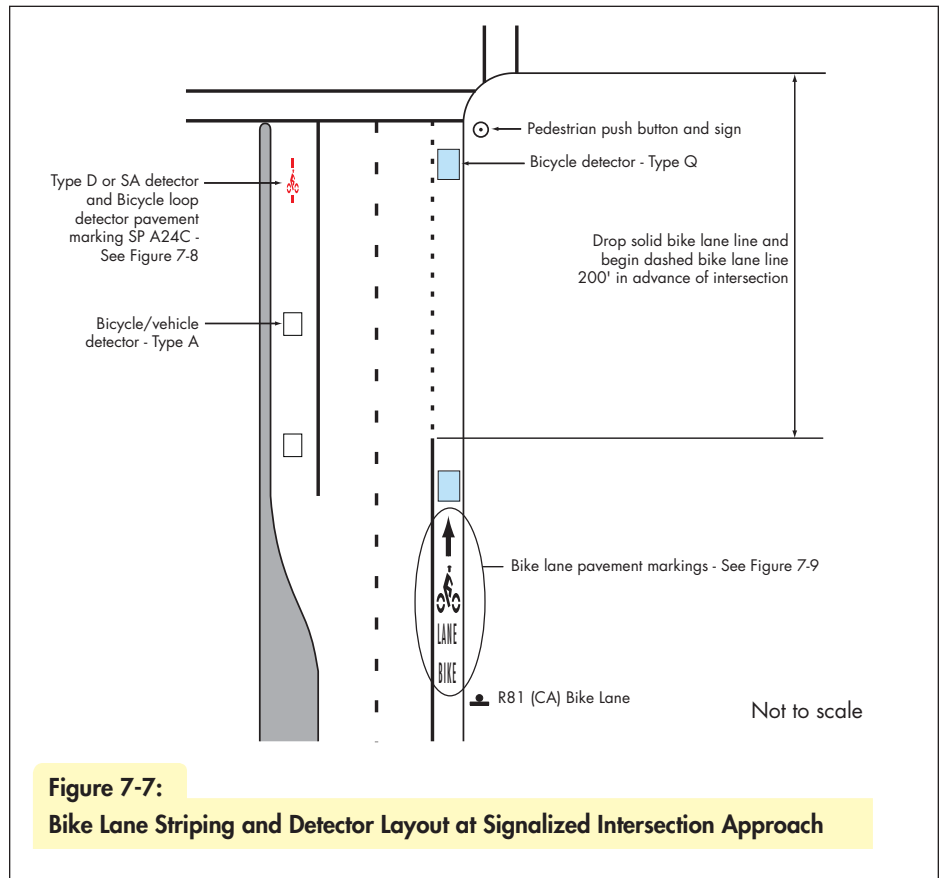 Pedestrian push button and sign
Bicycle detector - Type Q
Type D or SA detector
and Bicycle loop
detector pavement
marking SP A24C -
See Figure 7-8
Drop solid bike lane line and
begin dashed bike lane line
200' in advance of intersection
Bicycle/vehicle
detector - Type A
Bike lane pavement markings - See Figure 7-9
LANE
BIKE
R81 (CA) Bike Lane
Not to scale
Figure 7-7:
Bike Lane Striping and Detector Layout at Signalized Intersection Approach